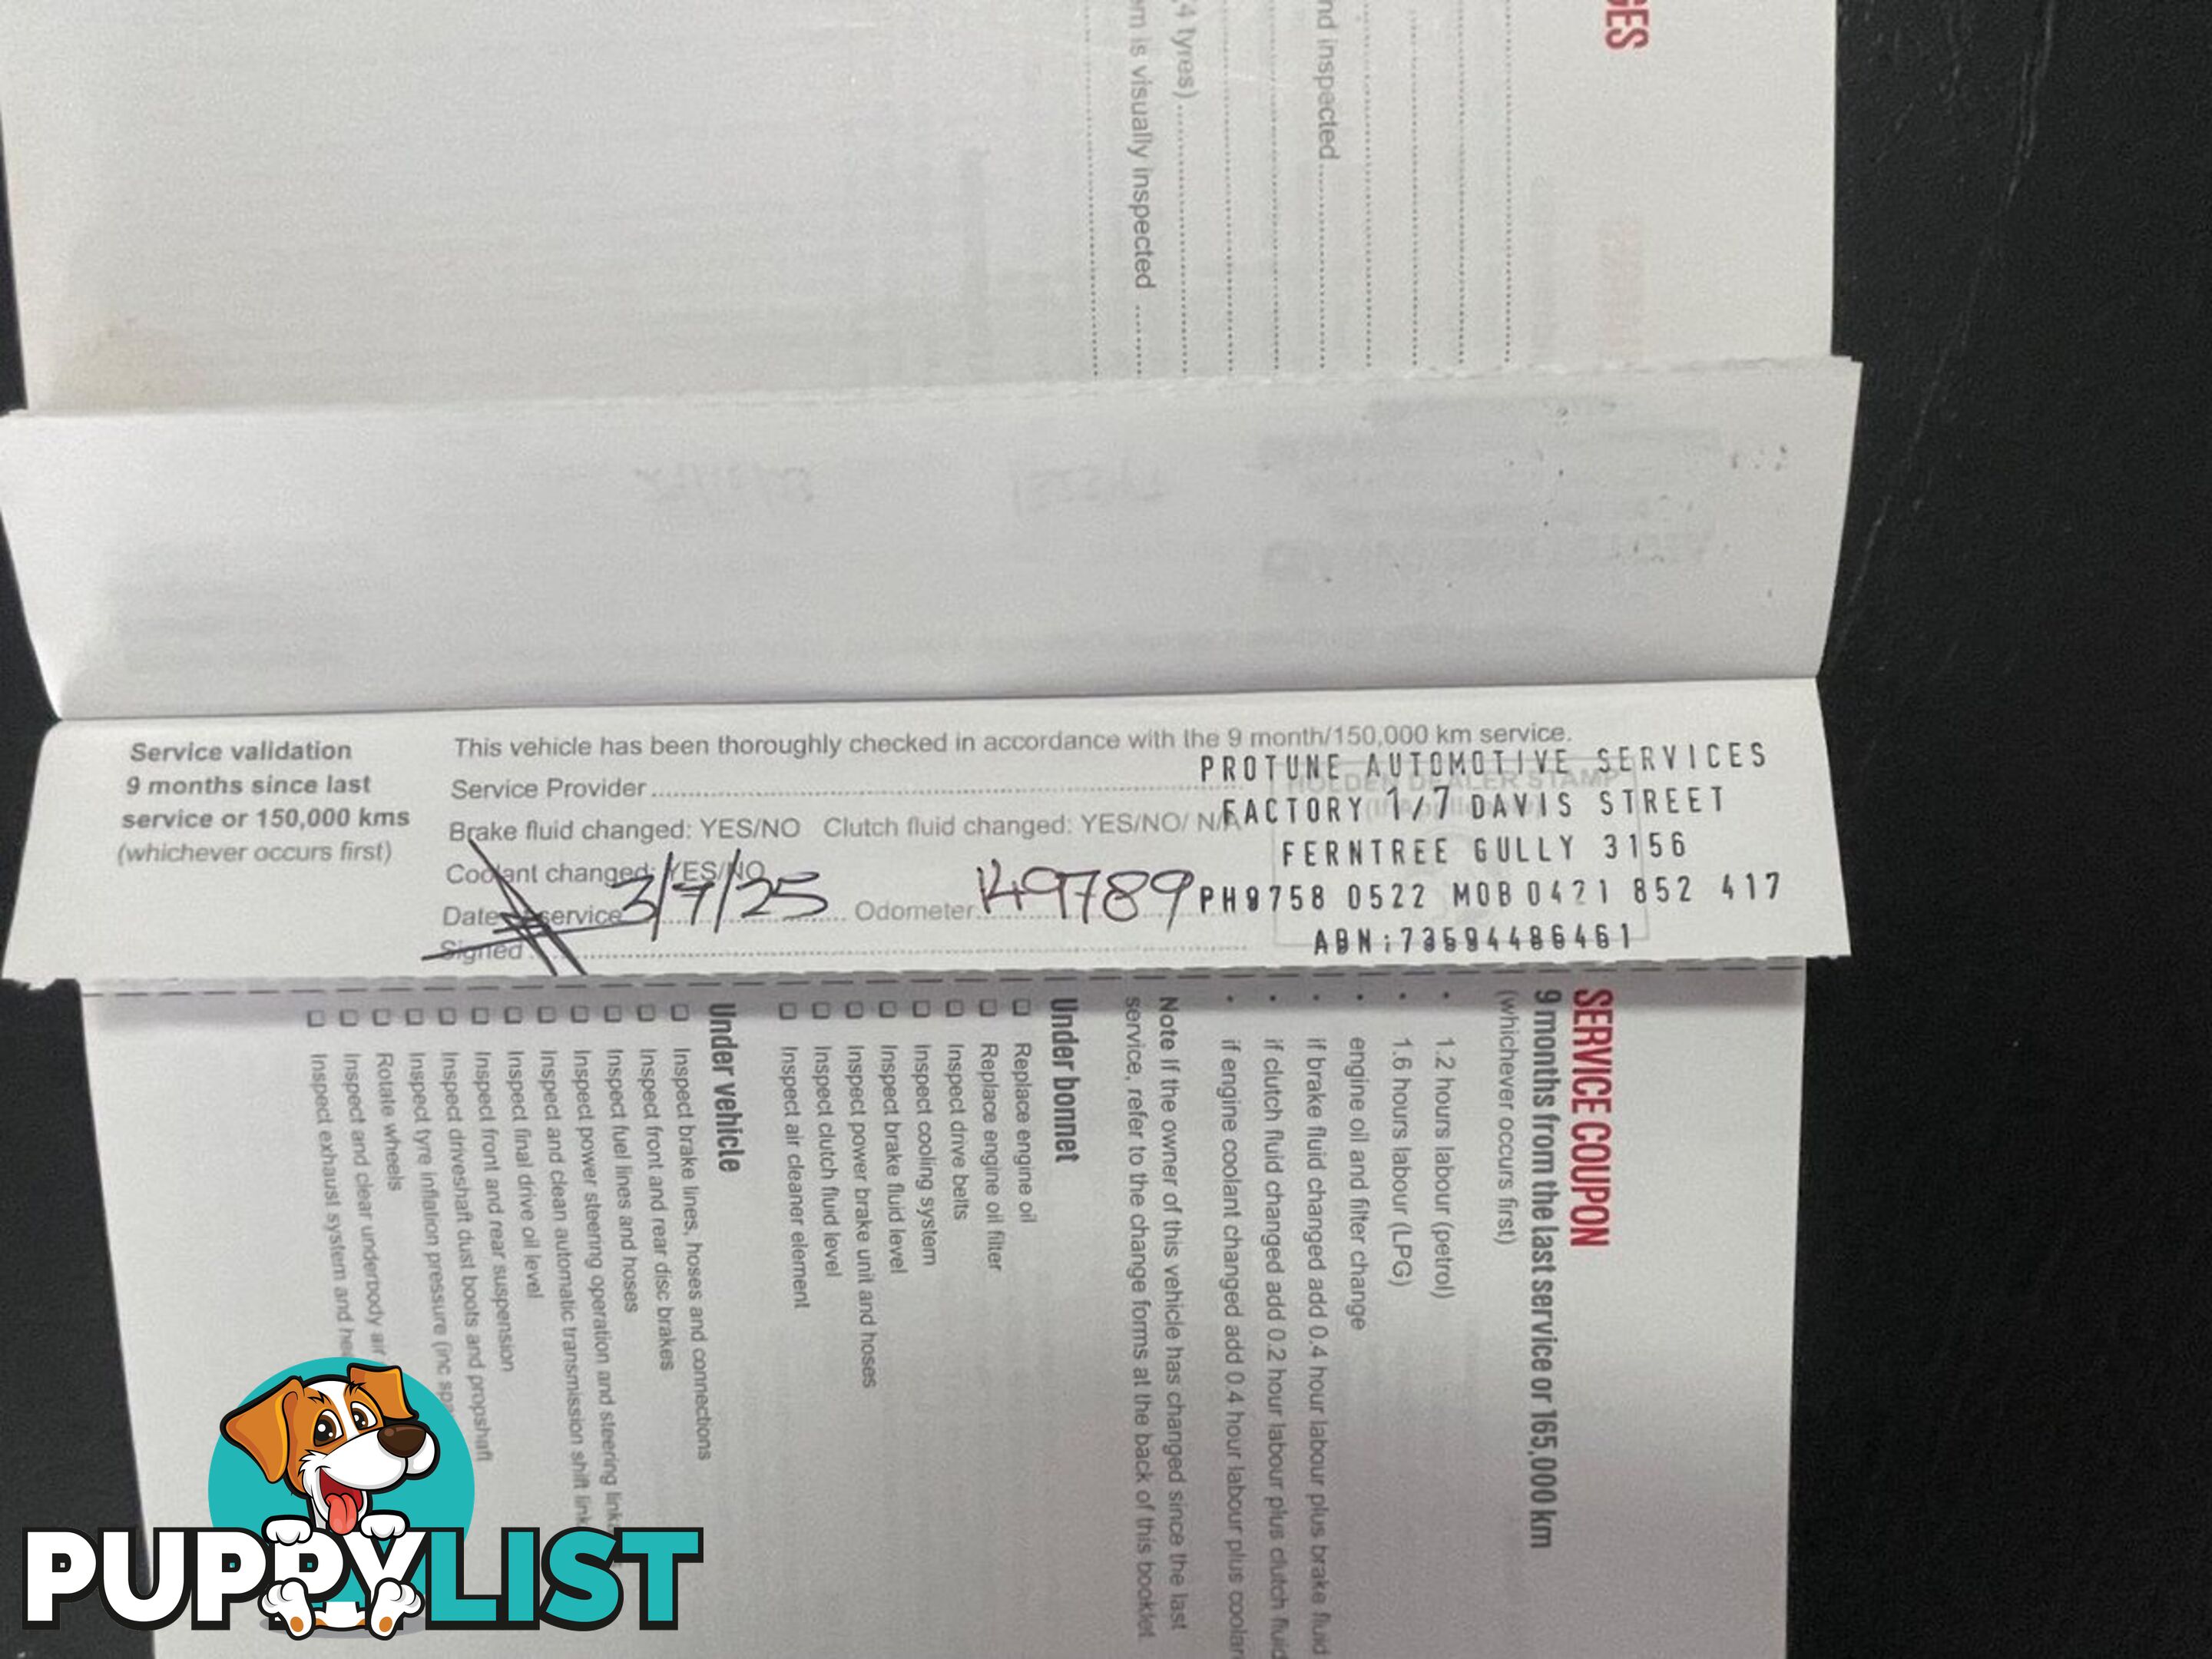 GES
nd inspected
4 tyres)
m is visually inspected
Service validation
9 months since last
service or 150,000 kms
(whichever occurs first)
This vehicle has been thoroughly checked in accordance with the 9 month/150,000 km service.
Service Provider
Brake fluid changed: YES/NO Clutch fluid changed: YES/NO/ N/A
Coolant changed: YES/NO
Date service 3/7/25 Odometer 149789
Signed
HOLDEN DEALER STAMP
PROTUNE AUTOMOTIVE SERVICES
FACTORY 1/7 DAVIS STREET
FERNTREE GULLY 3156
PH9758 0522 MOB 0421 852 417
ABN:73594486461
SERVICE COUPON
9 months from the last service or 165,000 km
(whichever occurs first)
• 1.2 hours labour (petrol)
• 1.6 hours labour (LPG)
• engine oil and filter change
• if brake fluid changed add 0.4 hour labour plus brake fluid
• if clutch fluid changed add 0.2 hour labour plus clutch fluid
• if engine coolant changed add 0.4 hour labour plus coolan
Note If the owner of this vehicle has changed since the last
service, refer to the change forms at the back of this booklet
Under bonnet
Replace engine oil
Replace engine oil filter
Inspect drive belts
Inspect cooling system
Inspect brake fluid level
Inspect power brake unit and hoses
Inspect clutch fluid level
Inspect air cleaner element
Under vehicle
Inspect brake lines, hoses and connections
Inspect front and rear disc brakes
Inspect fuel lines and hoses
Inspect power steering operation and steering link
Inspect and clean automatic transmission shift link
Inspect final drive oil level
Inspect front and rear suspension
Inspect driveshaft dust boots and propshaft
Inspect tyre inflation pressure (inc sp
Rotate wheels
Inspect and clear underbody air
Inspect exhaust system and he
PUPPYLIST